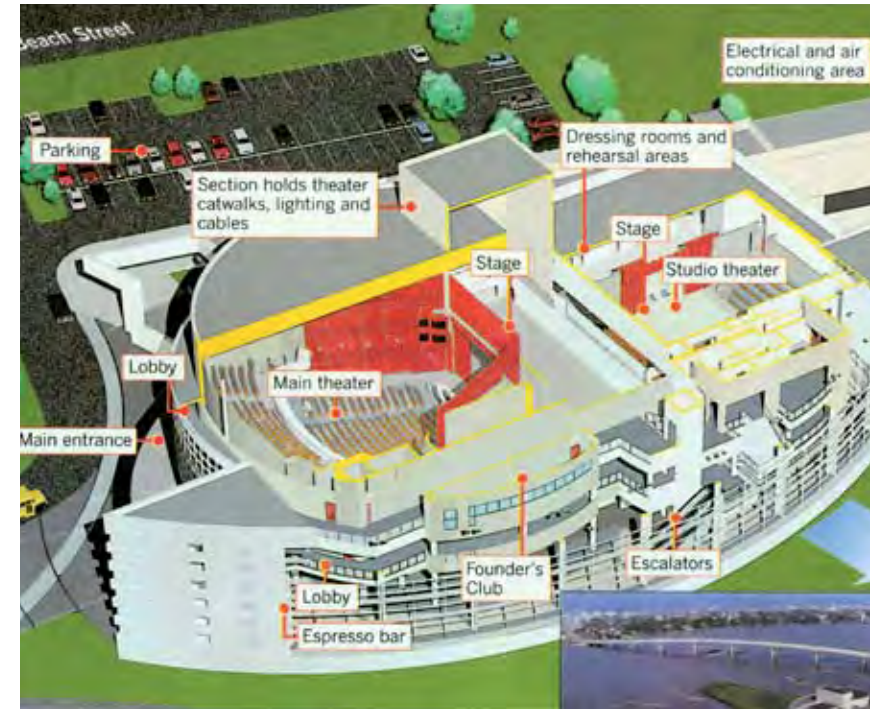 Beach Street
Electrical and air
conditioning area
Parking
Dressing rooms and
rehearsal areas
Section holds theater
catwalks, lighting and
cables
Stage
Stage
Studio theater
Lobby
Main theater
Main entrance
Founder's
Club
Escalators
Lobby
Espresso bar